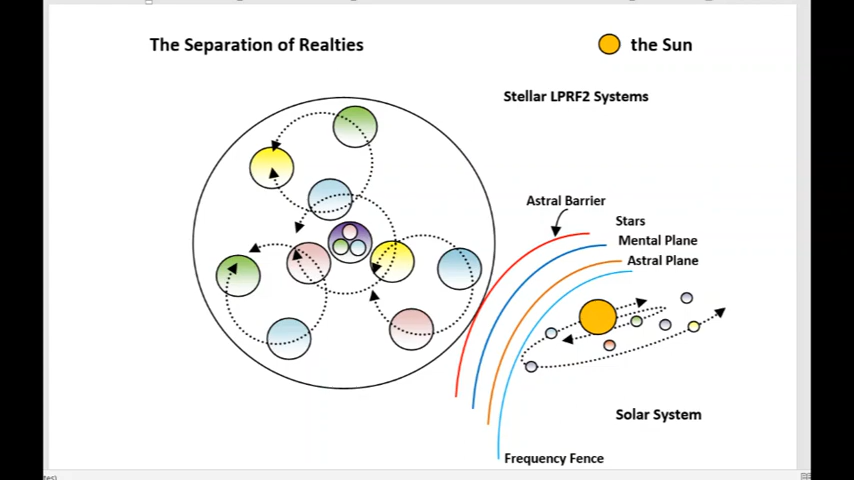 The Separation of Realties
the Sun
Stellar LPRF2 Systems
Astral Barrier
Stars
Mental Plane
Astral Plane
Solar System
Frequency Fence